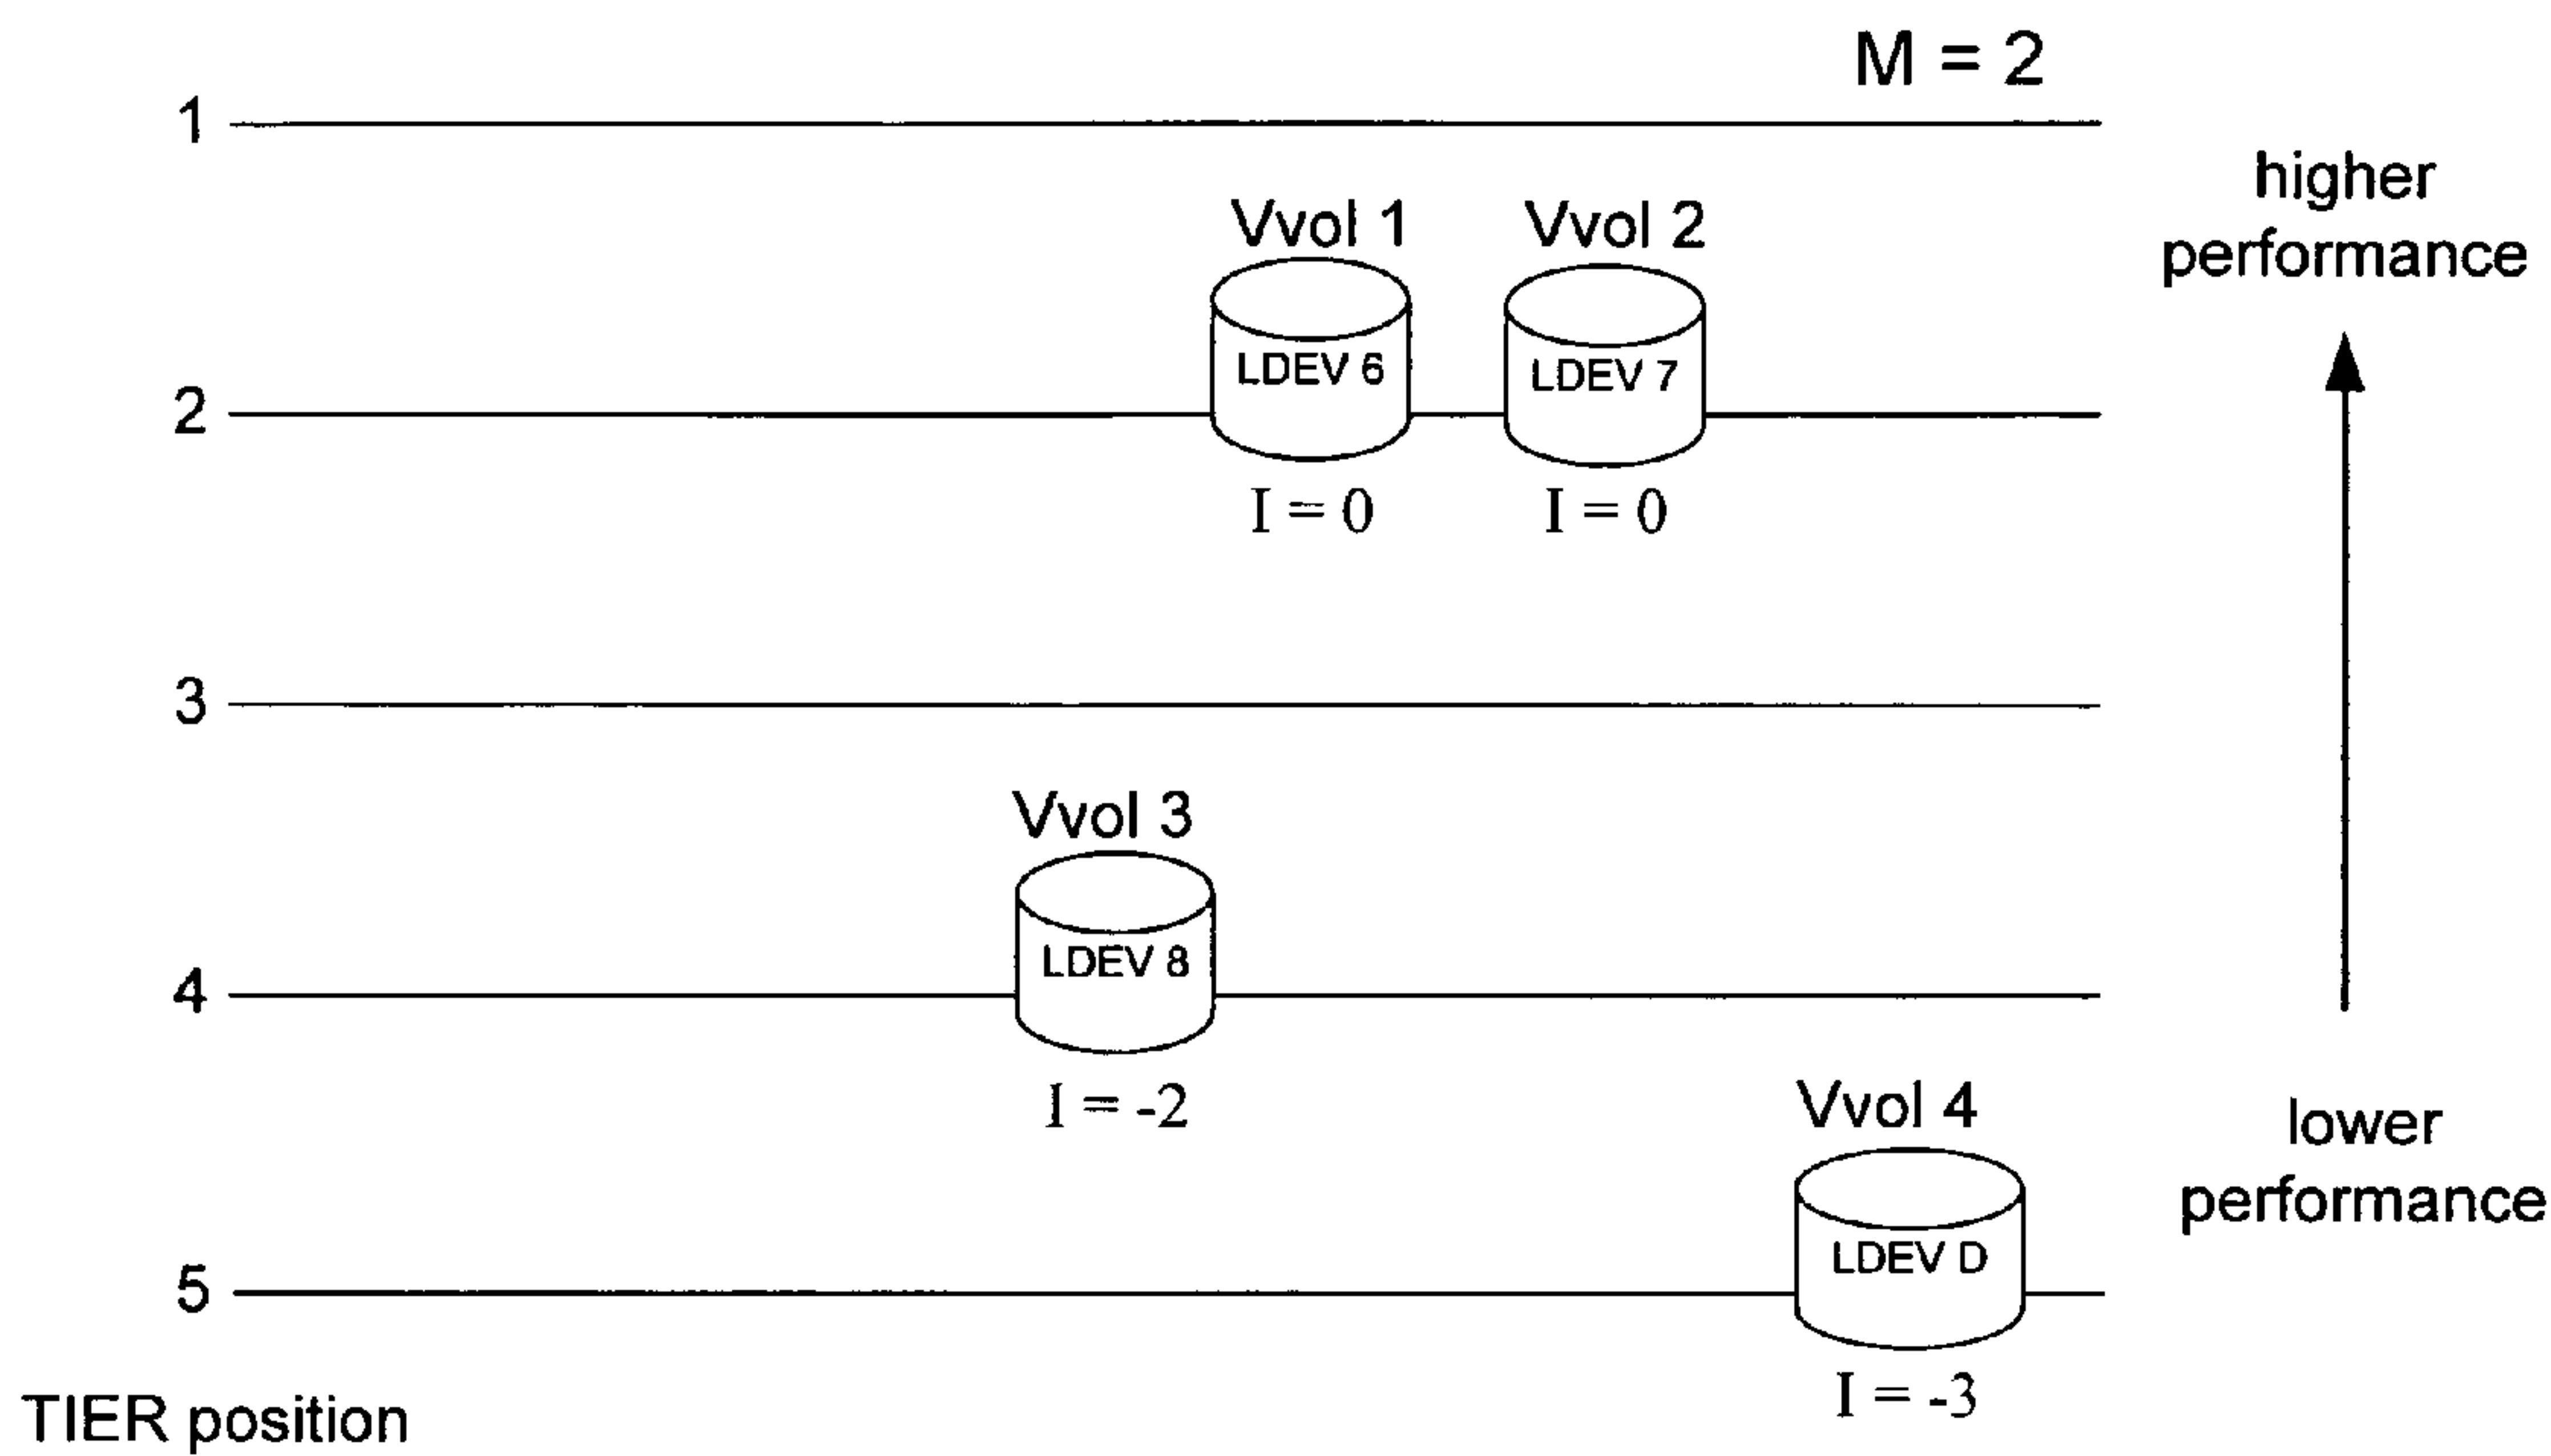 M = 2
1
higher
performance
Vvol 1 Vvol 2
LDEV 6 LDEV 7
2
I = 0 I = 0
3
Vvol 3
LDEV 8
4
I = -2
Vvol 4
lower
performance
LDEV D
5
I = -3
TIER position